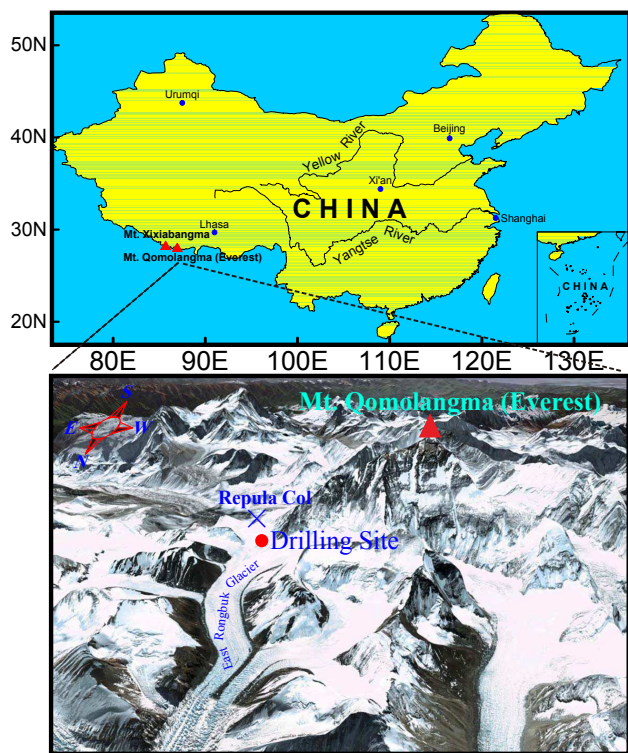 50N
40N
30N
20N
80E
90E
100E
110E
120E
130E
Urumqi
Beijing
Yellow River
Xi'an
CHINA
Lhasa
Shanghai
Mt. Xixiabangma
Mt. Qomolangma (Everest)
Yangtse River
CHINA
S
E
W
N
Mt. Qomolangma (Everest)
Repula Col
Drilling Site
East Rongbuk Glacier